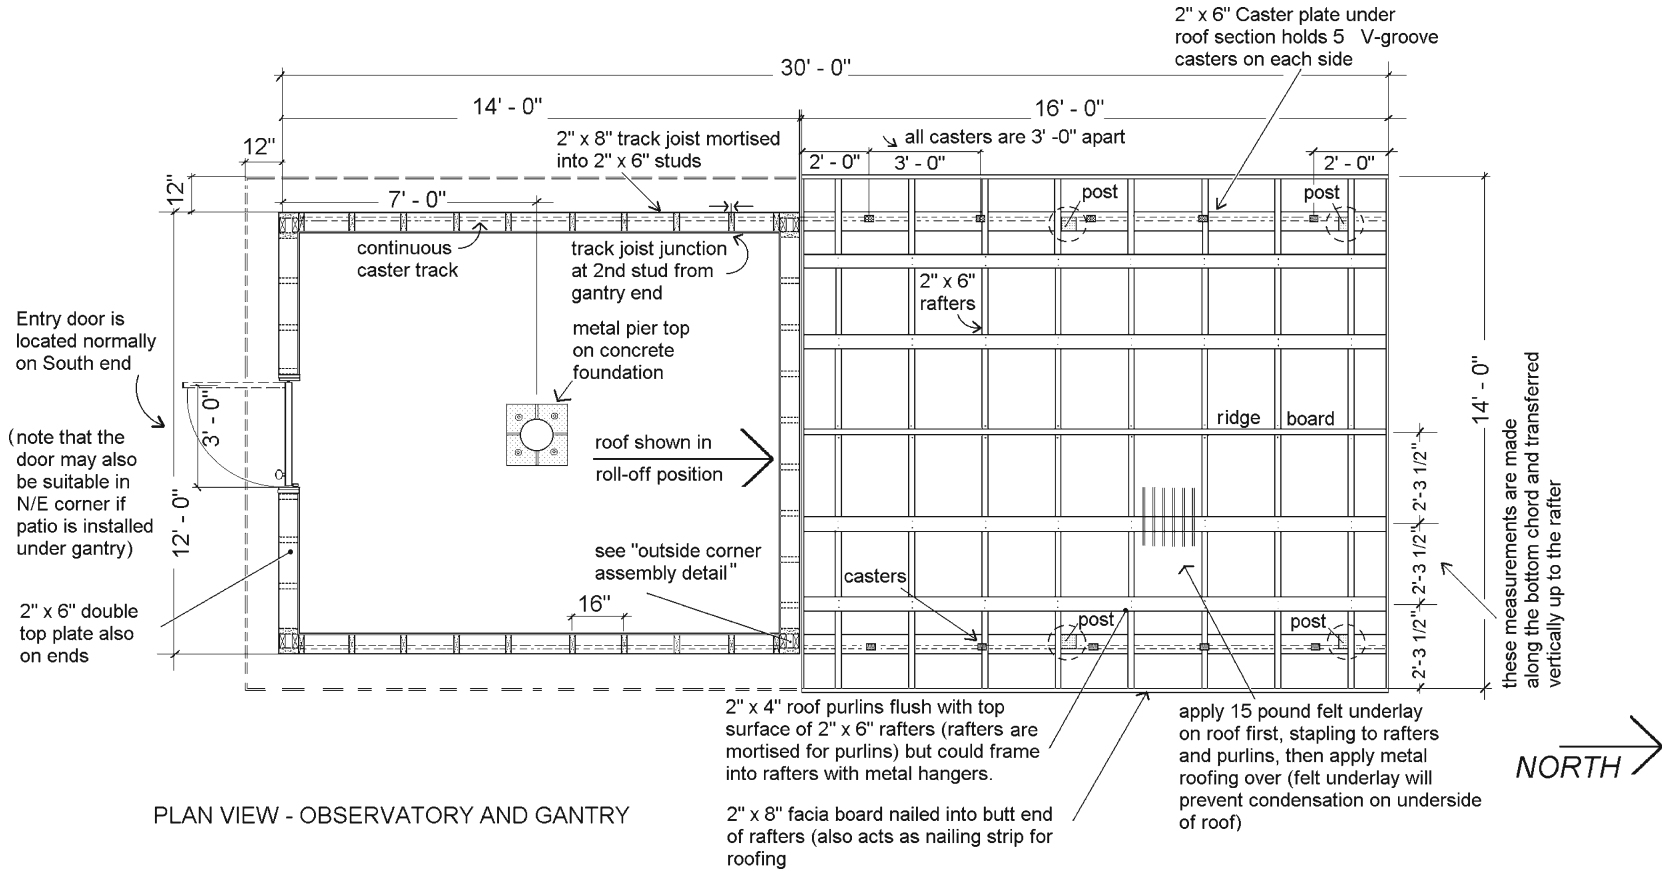 2" x 6" Caster plate under
roof section holds 5 V-groove
casters on each side
30' - 0"
14' - 0"
16' - 0"
12"
2" x 8" track joist mortised
into 2" x 6" studs
all casters are 3' -0" apart
2' - 0"
3' - 0"
2' - 0"
12"
7' - 0"
post
post
continuous
caster track
track joist junction
at 2nd stud from
gantry end
2" x 6"
rafters
Entry door is
located normally
on South end
metal pier top
on concrete
foundation
3' - 0"
14' - 0"
ridge board
(note that the
door may also
be suitable in
N/E corner if
patio is installed
under gantry)
roof shown in
roll-off position
12' - 0"
2'-3 1/2"
2'-3 1/2"
2'-3 1/2"
these measurements are made
along the bottom chord and transferred
vertically up to the rafter
see "outside corner
assembly detail"
casters
16"
2" x 6" double
top plate also
on ends
post
post
2" x 4" roof purlins flush with top
surface of 2" x 6" rafters (rafters are
mortised for purlins) but could frame
into rafters with metal hangers.
apply 15 pound felt underlay
on roof first, stapling to rafters
and purlins, then apply metal
roofing over (felt underlay will
prevent condensation on underside
of roof)
NORTH
PLAN VIEW - OBSERVATORY AND GANTRY
2" x 8" facia board nailed into butt end
of rafters (also acts as nailing strip for
roofing